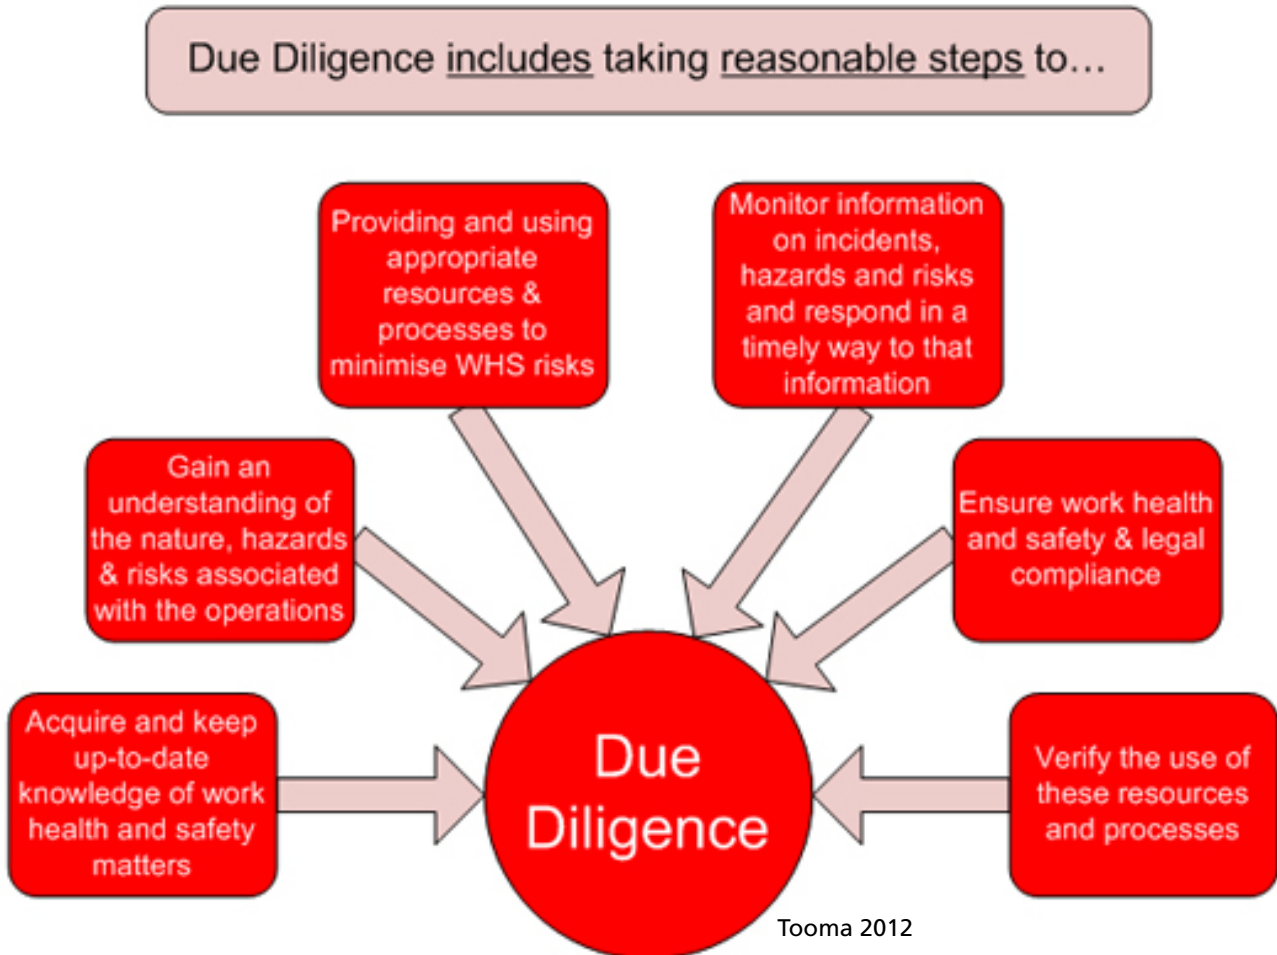 Due Diligence includes taking reasonable steps to...
Providing and using
appropriate
resources &
processes to
minimise WHS risks
Monitor information
on incidents,
hazards and risks
and respond in a
timely way to that
information
Gain an
understanding of
the nature, hazards
& risks associated
with the operations
Ensure work health
and safety & legal
compliance
Acquire and keep
up-to-date
knowledge of work
health and safety
matters
Due
Diligence
Verify the use of
these resources
and processes
Tooma 2012